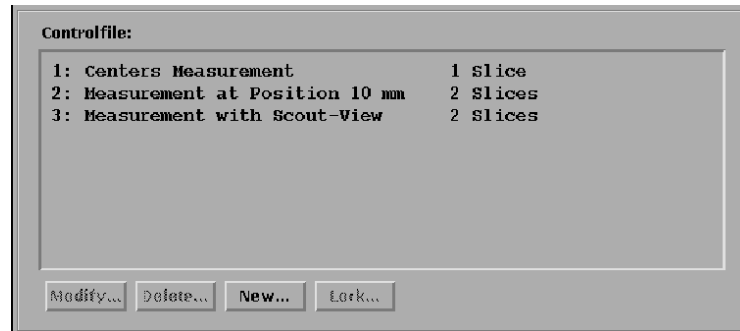 Controlfile:
1: Centers Measurement 1 Slice
2: Measurement at Position 10 mm 2 Slices
3: Measurement with Scout-View 2 Slices
Modify... Delete... New... Lock...